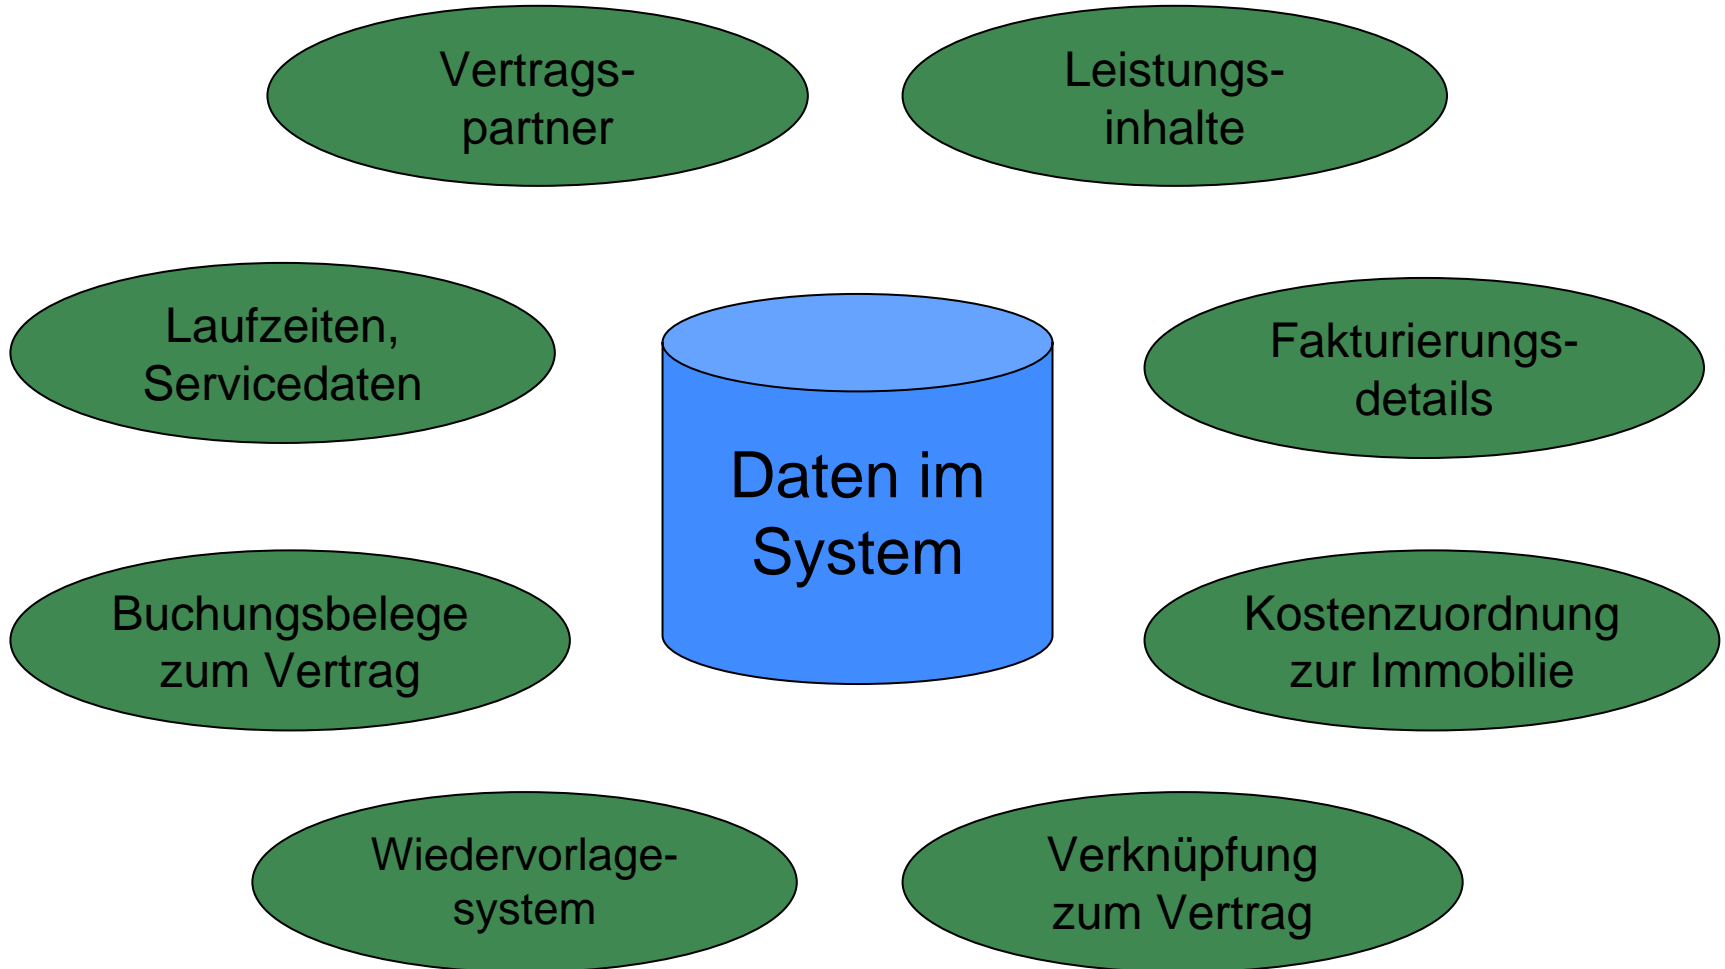 Vertrags-
partner
Leistungs-
inhalte
Laufzeiten,
Servicedaten
Fakturierungs-
details
Daten im
System
Buchungsbelege
zum Vertrag
Kostenzuordnung
zur Immobilie
Wiedervorlage-
system
Verknüpfung
zum Vertrag